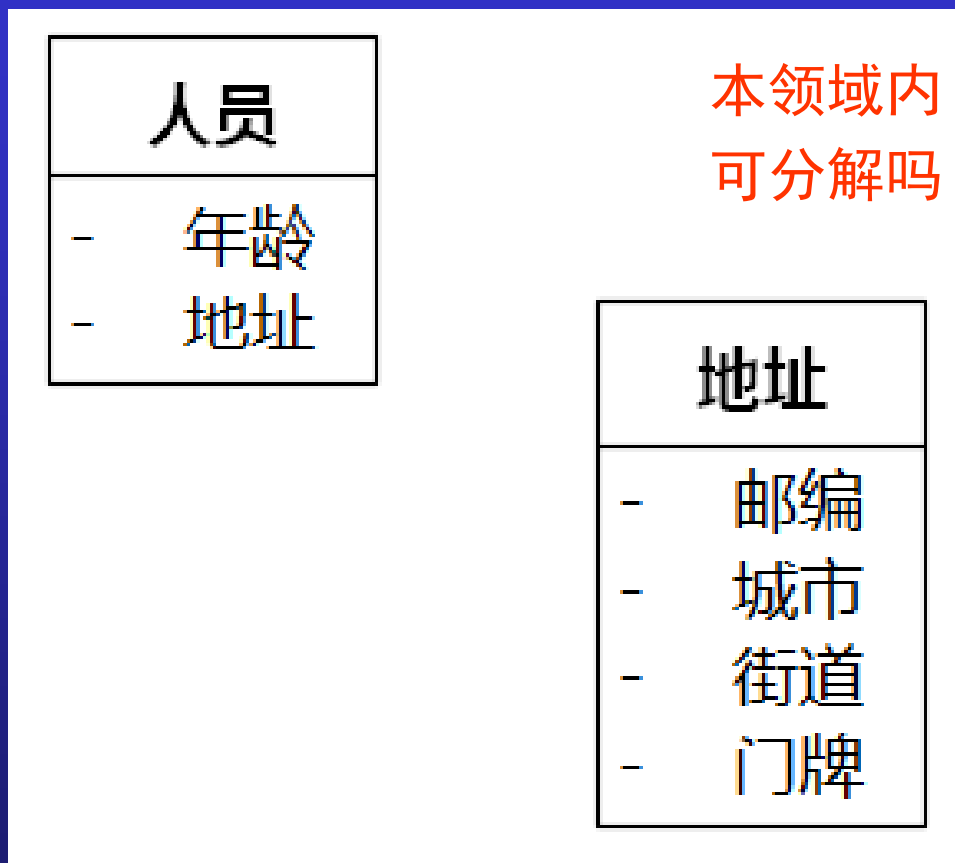 人员
- 年龄
- 地址
本领域内
可分解吗
地址
- 邮编
- 城市
- 街道
- 门牌